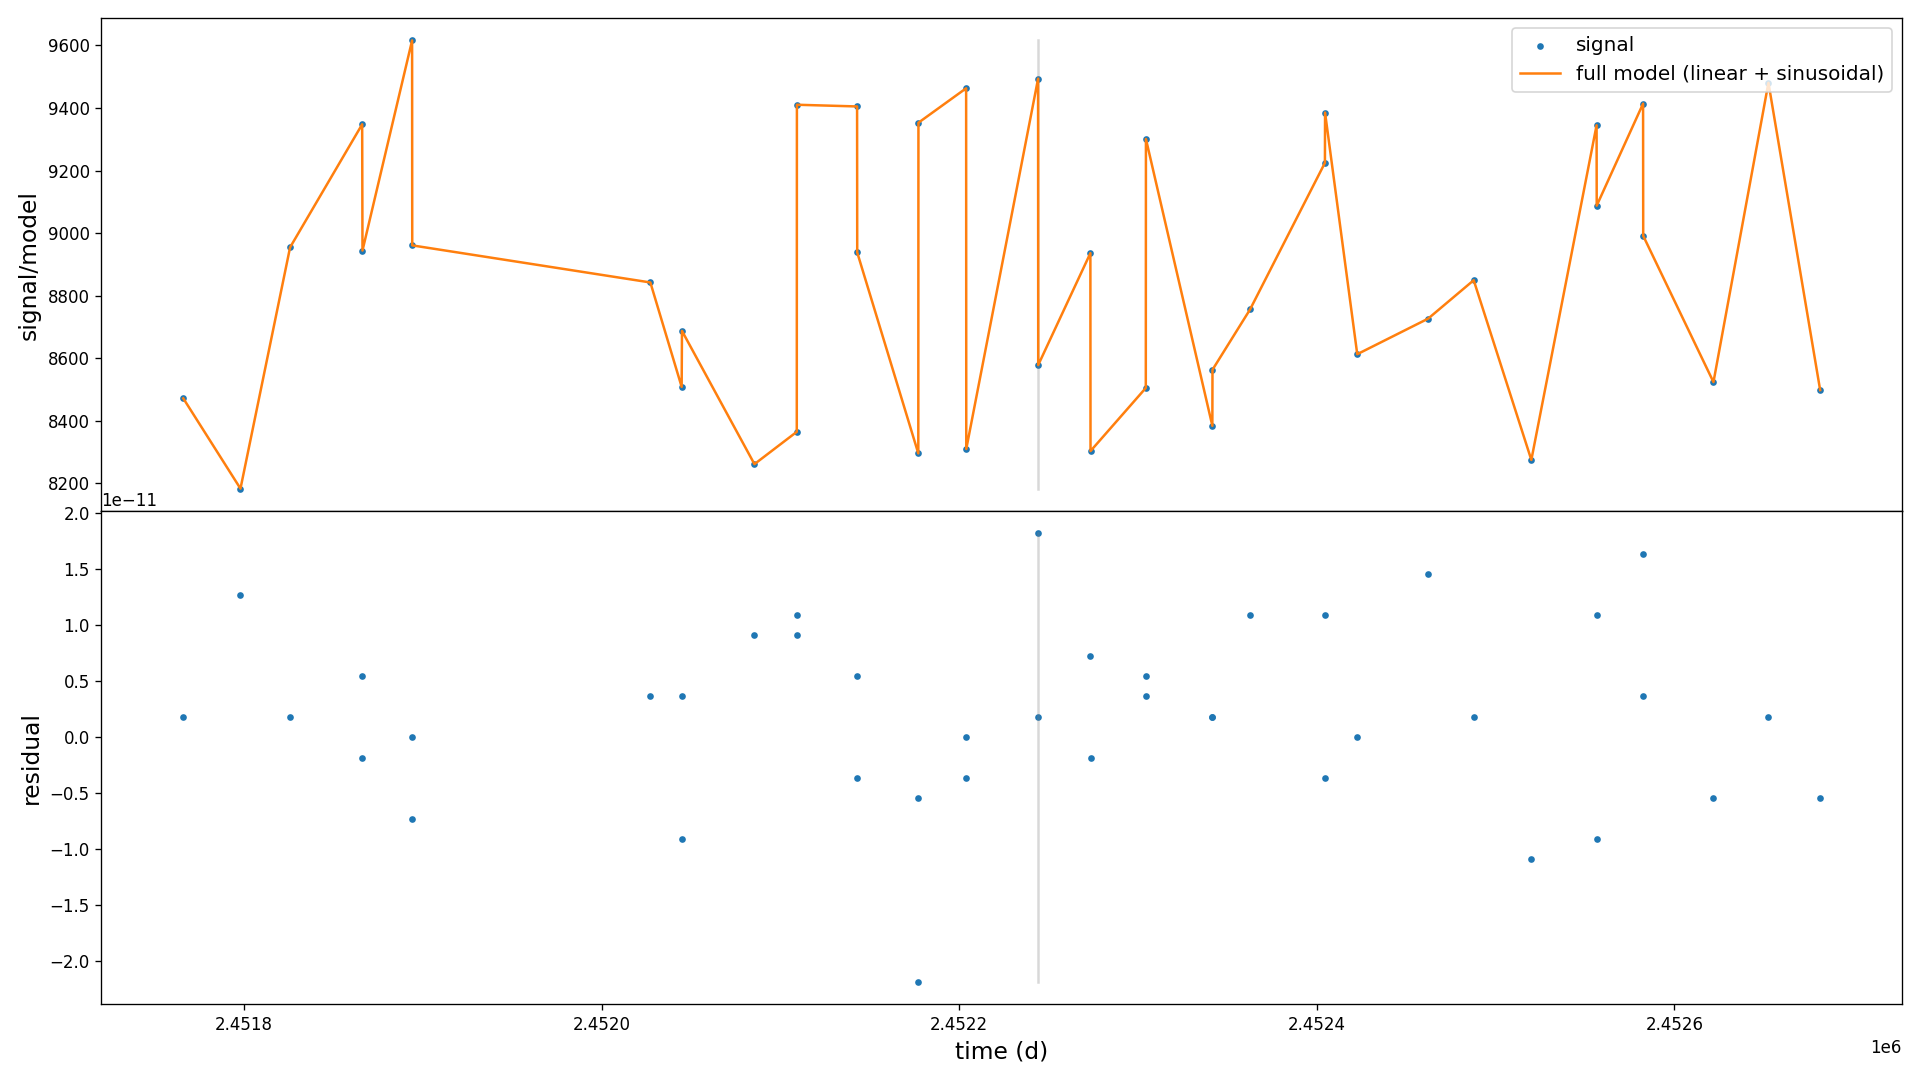 signal
full model (linear + sinusoidal)
9600
9400
9200
9000
8800
8600
8400
8200
signal/model
1e−11
2.0
1.5
1.0
0.5
0.0
−0.5
−1.0
−1.5
−2.0
residual
2.4518 2.4520 2.4522 2.4524 2.4526
1e6
time (d)